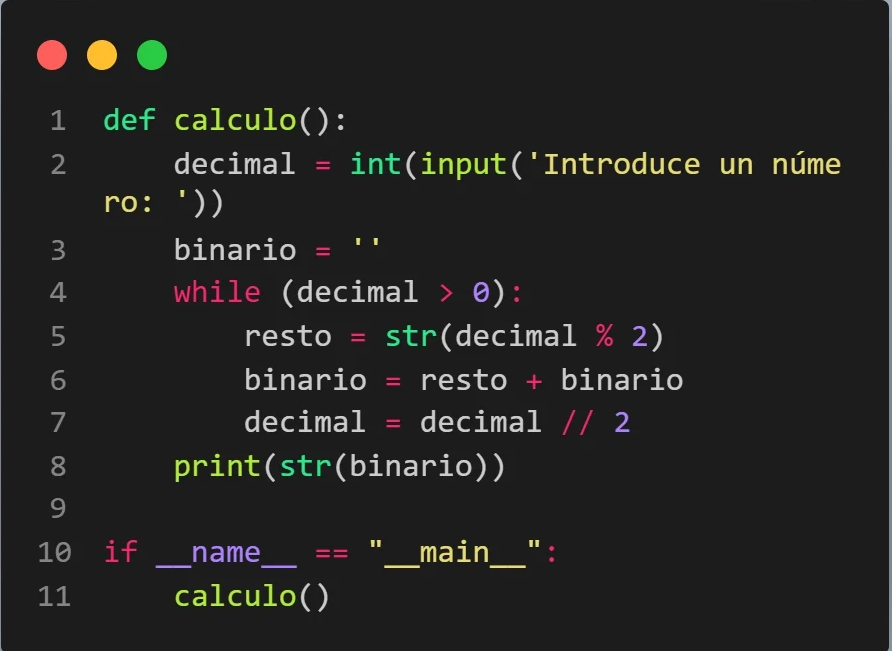 1 def calculo():
2     decimal = int(input('Introduce un núme
ro: '))
3     binario = ''
4     while (decimal > 0):
5         resto = str(decimal % 2)
6         binario = resto + binario
7         decimal = decimal // 2
8     print(str(binario))
9
10 if __name__ == "__main__":
11     calculo()